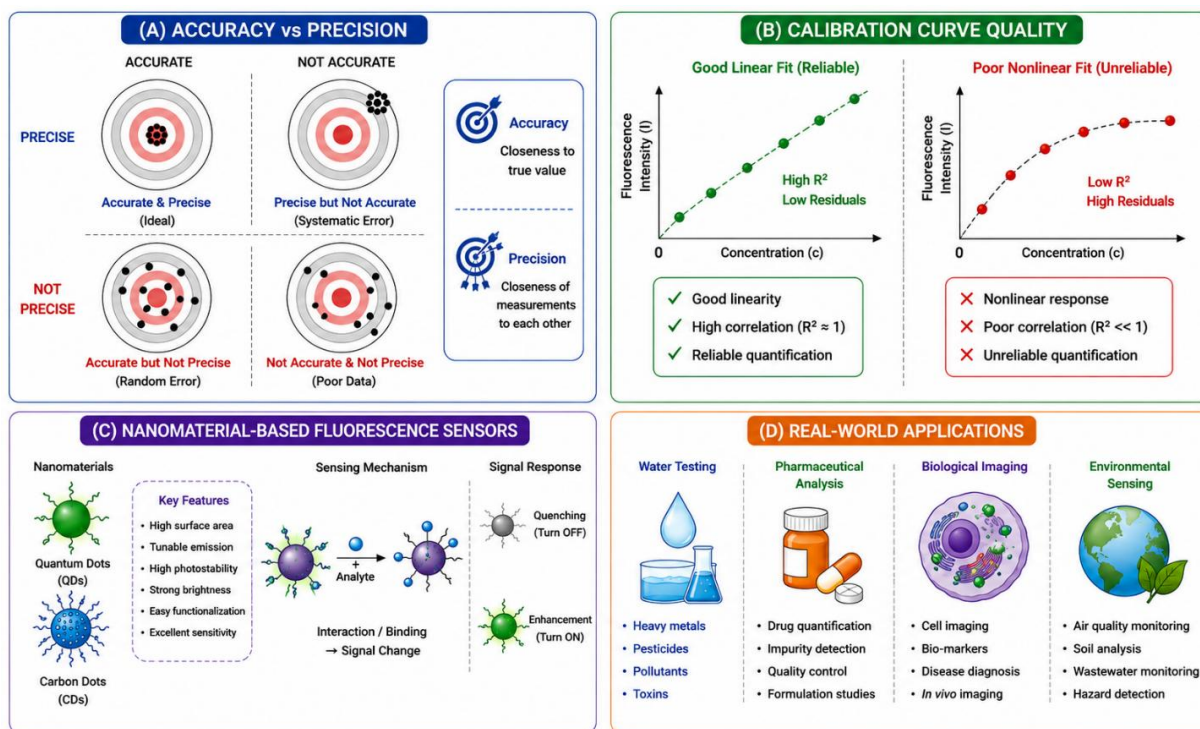 (A) ACCURACY vs PRECISION
ACCURATE
NOT ACCURATE
PRECISE
Accurate & Precise
(Ideal)
Precise but Not Accurate
(Systematic Error)
NOT
PRECISE
Accurate but Not Precise
(Random Error)
Not Accurate & Not Precise
(Poor Data)
Accuracy
Closeness to
true value
Precision
Closeness of
measurements
to each other
(B) CALIBRATION CURVE QUALITY
Good Linear Fit (Reliable)
Fluorescence
Intensity (I)
High R²
Low Residuals
0
Concentration (c)
✓ Good linearity
✓ High correlation (R² ≈ 1)
✓ Reliable quantification
Poor Nonlinear Fit (Unreliable)
Fluorescence
Intensity (I)
Low R²
High Residuals
0
Concentration (c)
✕ Nonlinear response
✕ Poor correlation (R² << 1)
✕ Unreliable quantification
(C) NANOMATERIAL-BASED FLUORESCENCE SENSORS
Nanomaterials
Quantum Dots
(QDs)
Carbon Dots
(CDs)
Key Features
• High surface area
• Tunable emission
• High photostability
• Strong brightness
• Easy functionalization
• Excellent sensitivity
Sensing Mechanism
+
Analyte
Interaction / Binding
→ Signal Change
Signal Response
Quenching
(Turn OFF)
Enhancement
(Turn ON)
(D) REAL-WORLD APPLICATIONS
Water Testing
• Heavy metals
• Pesticides
• Pollutants
• Toxins
Pharmaceutical
Analysis
• Drug quantification
• Impurity detection
• Quality control
• Formulation studies
Biological Imaging
• Cell imaging
• Bio-markers
• Disease diagnosis
• In vivo imaging
Environmental
Sensing
• Air quality monitoring
• Soil analysis
• Wastewater monitoring
• Hazard detection